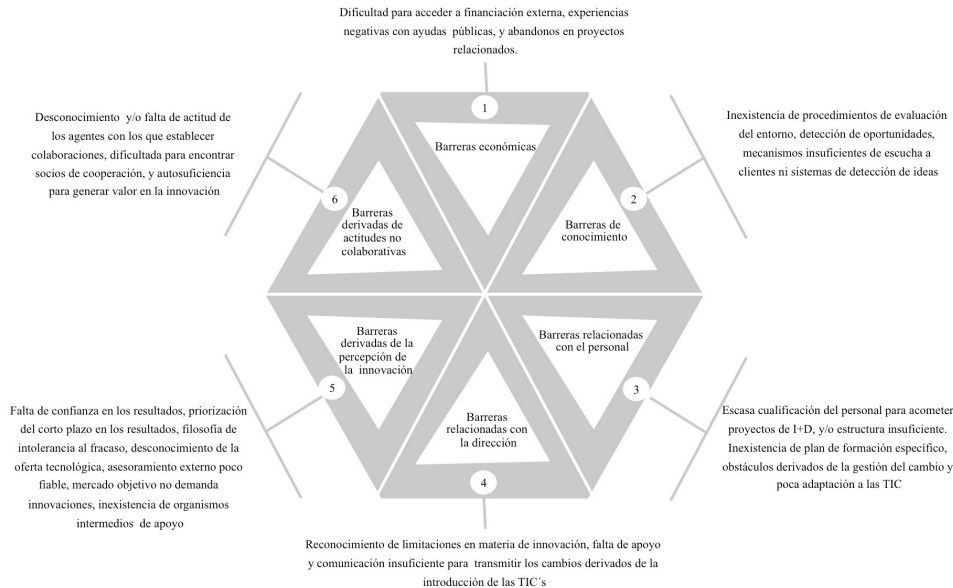 Dificultad para acceder a financiación externa, experiencias
negativas con ayudas públicas, y abandonos en proyectos
relacionados.
1
Barreras económicas
Inexistencia de procedimientos de evaluación
del entorno, detección de oportunidades,
mecanismos insuficientes de escucha a
clientes ni sistemas de detección de ideas
2
Barreras de
conocimiento
Barreras relacionadas
con el personal
3
Escasa cualificación del personal para acometer
proyectos de I+D, y/o estructura insuficiente.
Inexistencia de plan de formación específico,
obstáculos derivados de la gestión del cambio y
poca adaptación a las TIC
Barreras
relacionadas con
la dirección
4
Reconocimiento de limitaciones en materia de innovación, falta de apoyo
y comunicación insuficiente para transmitir los cambios derivados de la
introducción de las TIC´s
Barreras
derivadas de la
percepción de
la innovación
5
Falta de confianza en los resultados, priorización
del corto plazo en los resultados, filosofía de
intolerancia al fracaso, desconocimiento de la
oferta tecnológica, asesoramiento externo poco
fiable, mercado objetivo no demanda
innovaciones, inexistencia de organismos
intermedios de apoyo
Desconocimiento y/o falta de actitud de
los agentes con los que establecer
colaboraciones, dificultada para encontrar
socios de cooperación, y autosuficiencia
para generar valor en la innovación
6
Barreras
derivadas de
actitudes no
colaborativas